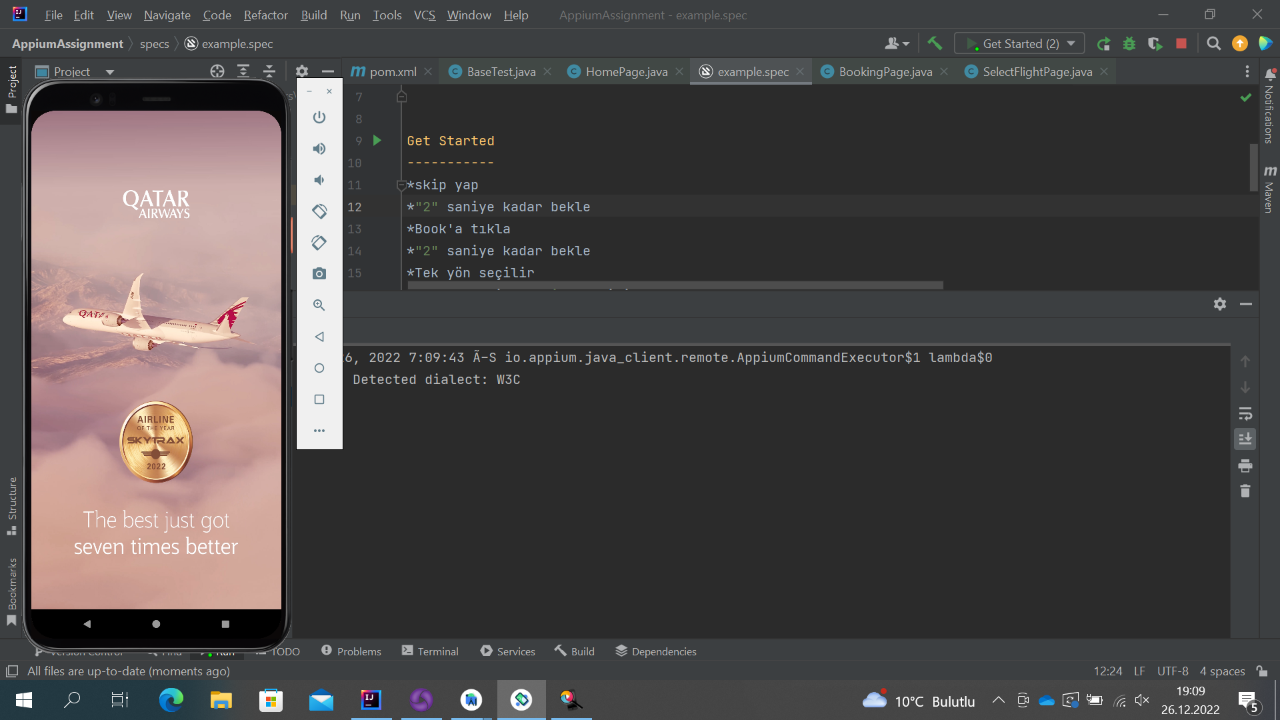 File Edit View Navigate Code Refactor Build Run Tools VCS Window Help AppiumAssignment - example.spec
AppiumAssignment specs example.spec Get Started (2)
Project pom.xml BaseTest.java HomePage.java example.spec BookingPage.java SelectFlightPage.java
Project
Notifications
Maven
Structure
Bookmarks
7
8
9 Get Started
10 -----------
11 *skip yap
12 *"2" saniye kadar bekle
13 *Book'a tıkla
14 *"2" saniye kadar bekle
15 *Tek yön seçilir
6, 2022 7:09:43 Ã-S io.appium.java_client.remote.AppiumCommandExecutor$1 lambda$0
Detected dialect: W3C
QATAR
AIRWAYS
QATAR
AIRLINE
OF THE YEAR
SKYTRAX
2022
The best just got
seven times better
Version Control Find Run TODO Problems Terminal Services Build Dependencies
All files are up-to-date (moments ago) 12:24 LF UTF-8 4 spaces
10°C Bulutlu 19:09
26.12.2022
5